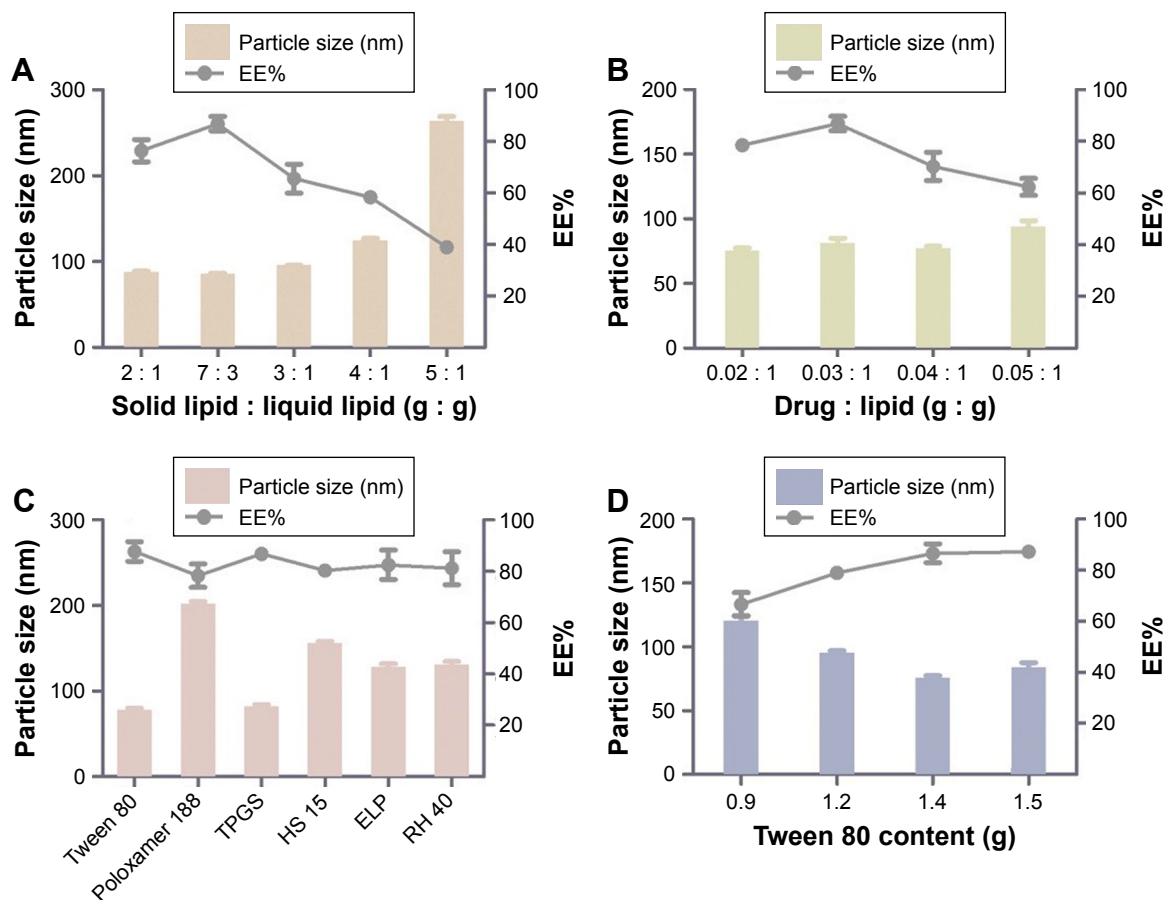 A
Particle size (nm)
EE%
300
200
100
0
Particle size (nm)
100
80
60
40
20
EE%
2 : 1
7 : 3
3 : 1
4 : 1
5 : 1
Solid lipid : liquid lipid (g : g)
B
Particle size (nm)
EE%
200
150
100
50
0
Particle size (nm)
100
80
60
40
20
EE%
0.02 : 1
0.03 : 1
0.04 : 1
0.05 : 1
Drug : lipid (g : g)
C
Particle size (nm)
EE%
300
200
100
0
Particle size (nm)
100
80
60
40
20
EE%
Tween 80
Poloxamer 188
TPGS
HS 15
ELP
RH 40
D
Particle size (nm)
EE%
200
150
100
50
0
Particle size (nm)
100
80
60
40
20
EE%
0.9
1.2
1.4
1.5
Tween 80 content (g)